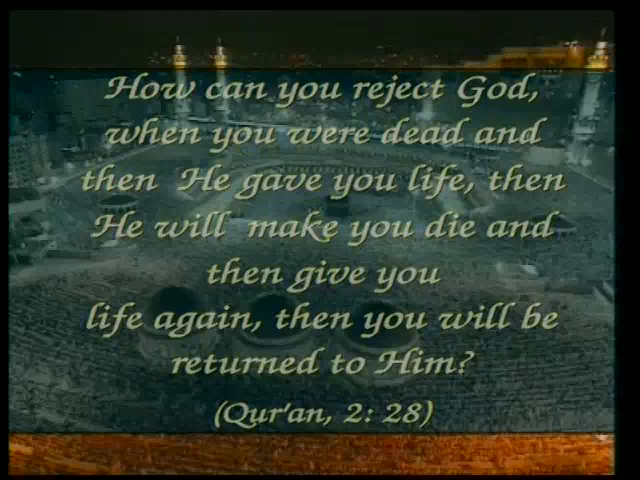 How can you reject God,
when you were dead and
then He gave you life, then
He will make you die and
then give you
life again, then you will be
returned to Him?
(Qur'an, 2: 28)